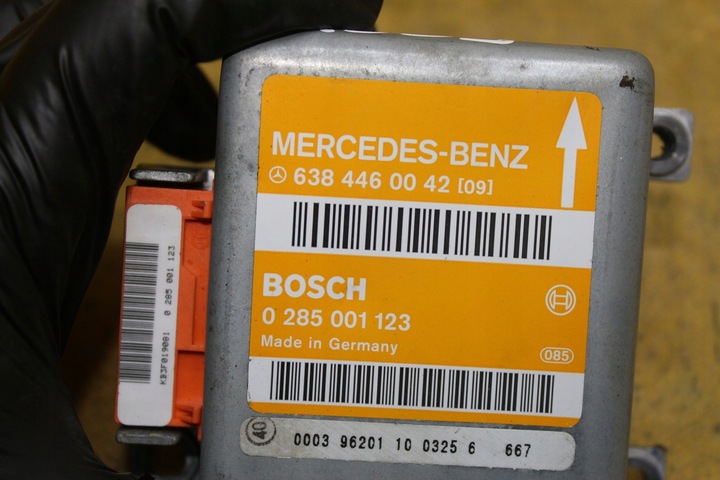 MERCEDES-BENZ
638 446 00 42 [09]
BOSCH
0 285 001 123
Made in Germany
085
40
0003 96201 10 0325 6 667
KB3F019081 0 285 001 123